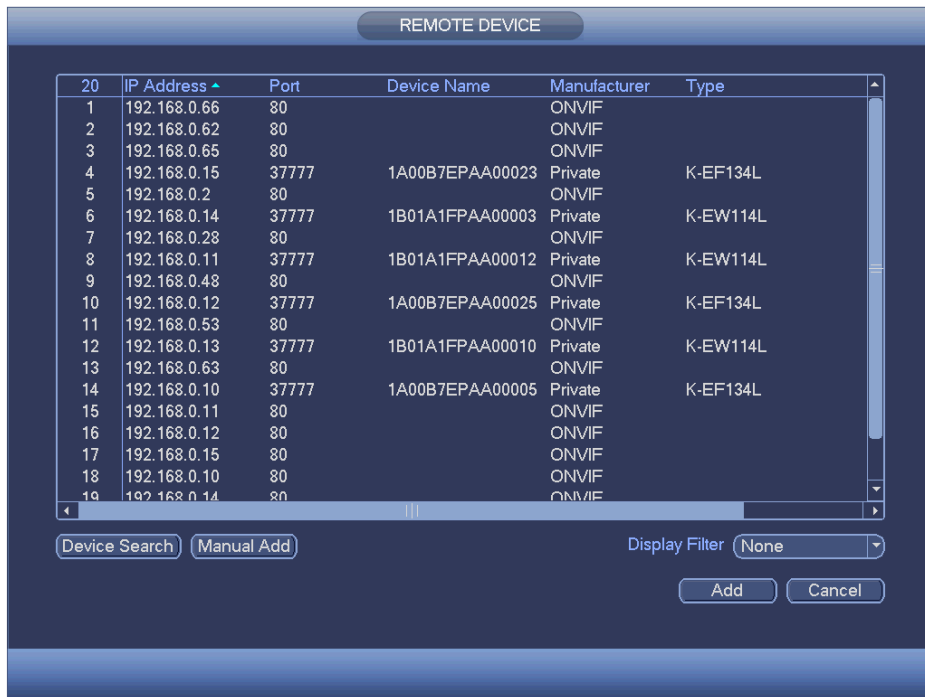 REMOTE DEVICE
20 IP Address Port Device Name Manufacturer Type
1 192.168.0.66 80 ONVIF
2 192.168.0.62 80 ONVIF
3 192.168.0.65 80 ONVIF
4 192.168.0.15 37777 1A00B7EPAA00023 Private K-EF134L
5 192.168.0.2 80 ONVIF
6 192.168.0.14 37777 1B01A1FPAA00003 Private K-EW114L
7 192.168.0.28 80 ONVIF
8 192.168.0.11 37777 1B01A1FPAA00012 Private K-EW114L
9 192.168.0.48 80 ONVIF
10 192.168.0.12 37777 1A00B7EPAA00025 Private K-EF134L
11 192.168.0.53 80 ONVIF
12 192.168.0.13 37777 1B01A1FPAA00010 Private K-EW114L
13 192.168.0.63 80 ONVIF
14 192.168.0.10 37777 1A00B7EPAA00005 Private K-EF134L
15 192.168.0.11 80 ONVIF
16 192.168.0.12 80 ONVIF
17 192.168.0.15 80 ONVIF
18 192.168.0.10 80 ONVIF
19 192.168.0.14 80 ONVIF
Device Search Manual Add Display Filter None
Add Cancel